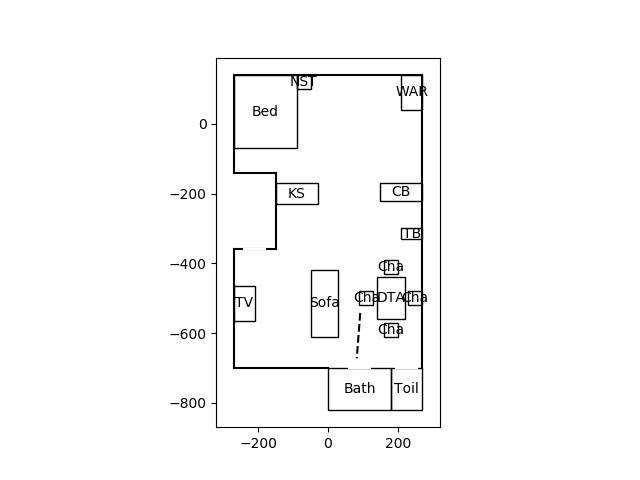 NST
WAR
Bed
0
KS
CB
−200
TB
Cha
−400
TV
Sofa
Cha
DTA
Cha
Cha
−600
Bath
Toil
−800
−200
0
200